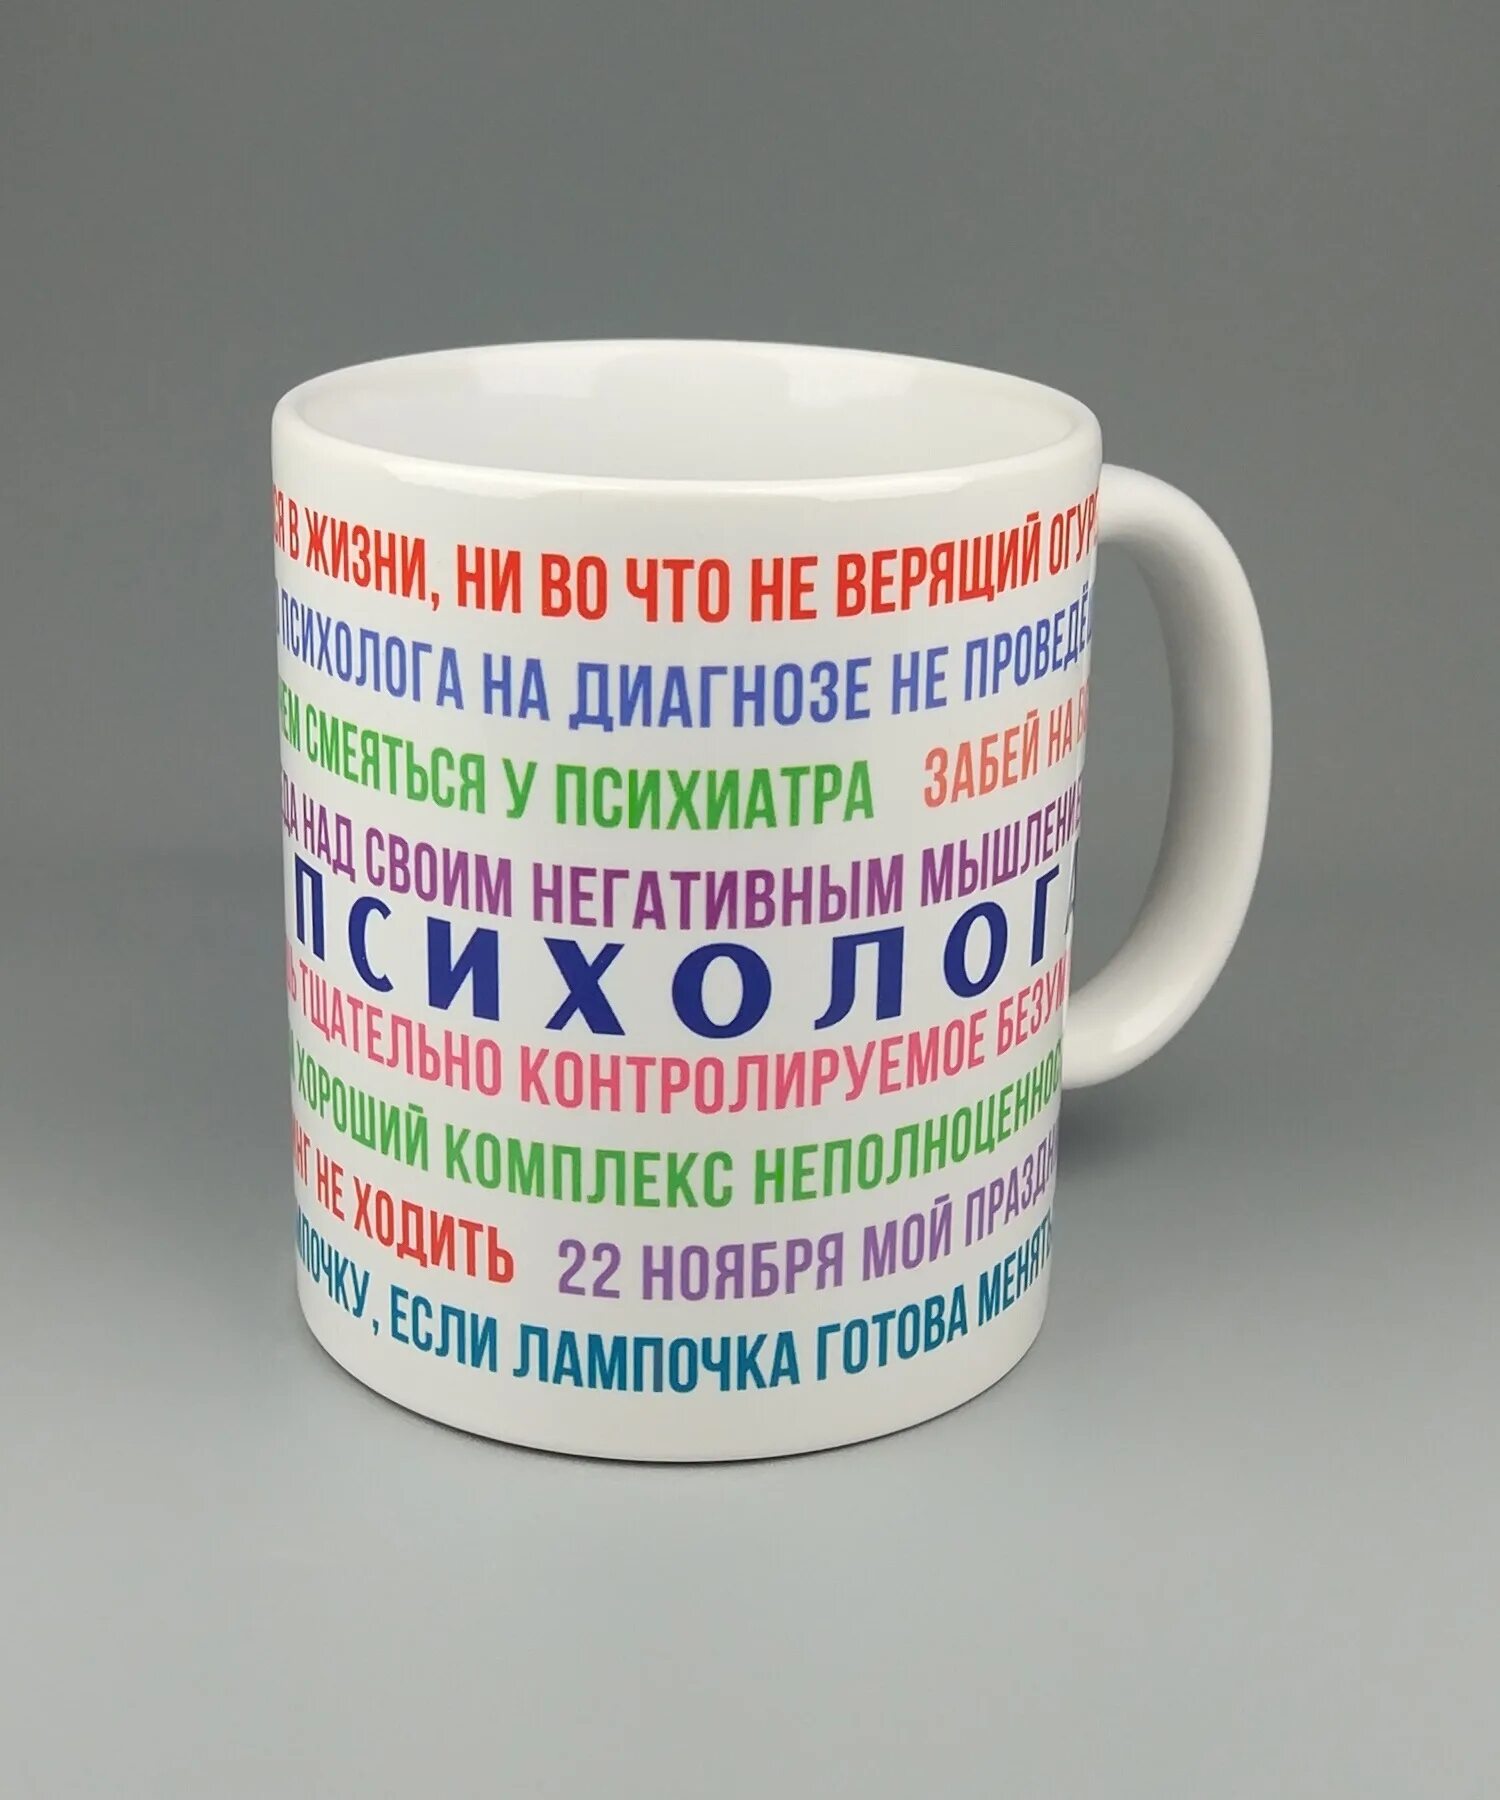 В ЖИЗНИ, НИ ВО ЧТО НЕ ВЕРЯЩИЙ
ПСИХОЛОГА НА ДИАГНОЗЕ НЕ
СМЕЯТЬСЯ У ПСИХИАТРА ЗАБЕЙ НА
НАД СВОИМ НЕГАТИВНЫМ
ПСИХОЛОГ
ТЩАТЕЛЬНО КОНТРОЛИРУЕМОЕ
ХОРОШИЙ КОМПЛЕКС
НЕ ХОДИТЬ 22 НОЯБРЯ МОЙ
ЕСЛИ ЛАМПОЧКА ГОТОВА